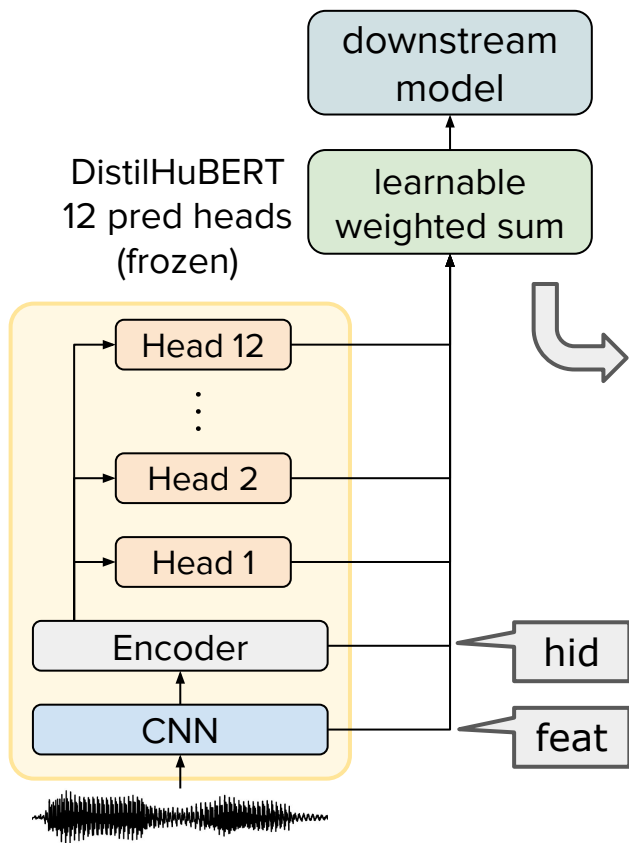 downstream
model
DistilHuBERT
12 pred heads
(frozen)
learnable
weighted sum
Head 12
Head 2
Head 1
Encoder
hid
CNN
feat